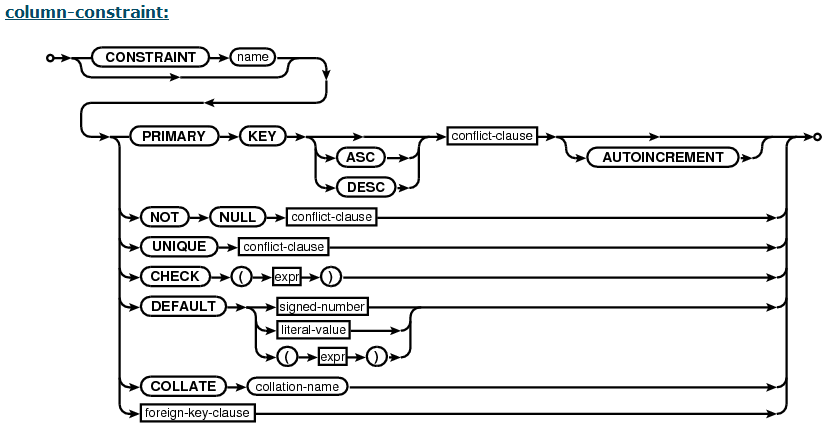 column-constraint:
CONSTRAINT name
PRIMARY KEY conflict-clause
ASC AUTOINCREMENT
DESC
NOT NULL conflict-clause
UNIQUE conflict-clause
CHECK ( expr )
DEFAULT signed-number
literal-value
( expr )
COLLATE collation-name
foreign-key-clause